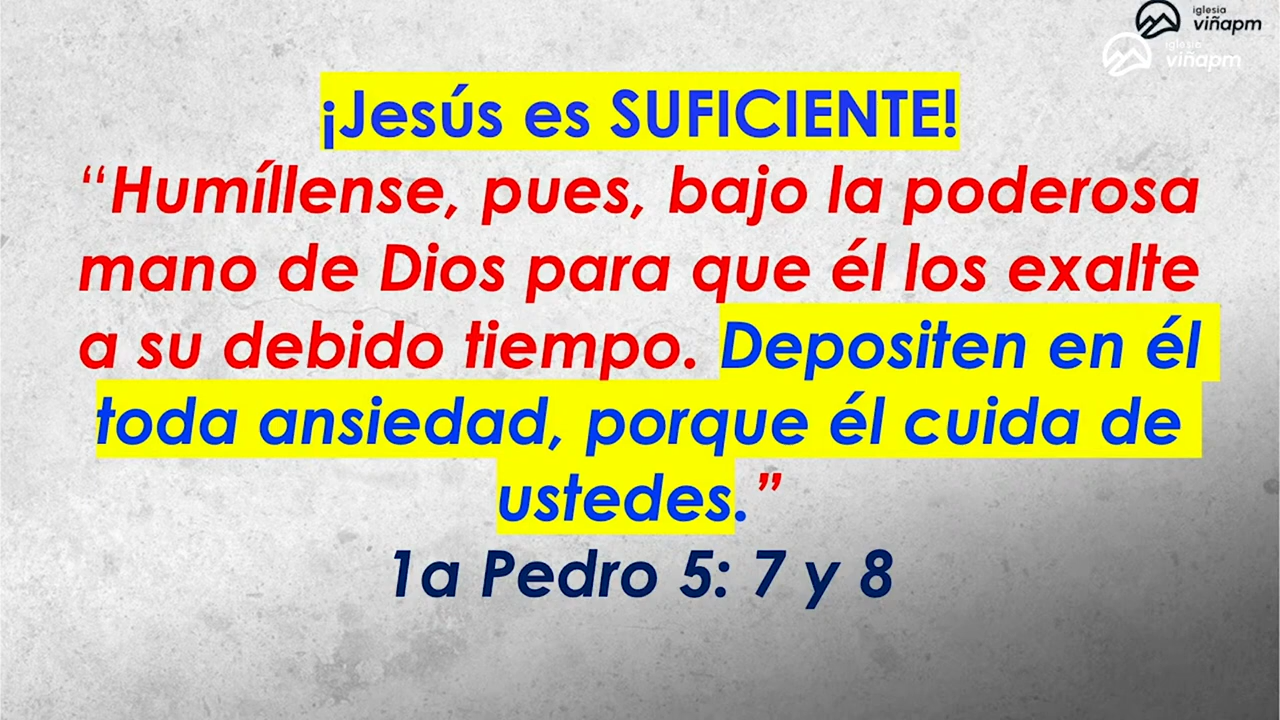 iglesia
viñapm
iglesia
viñapm
¡Jesús es SUFICIENTE!
“Humíllense, pues, bajo la poderosa
mano de Dios para que él los exalte
a su debido tiempo. Depositen en él
toda ansiedad, porque él cuida de
ustedes.”
1a Pedro 5: 7 y 8